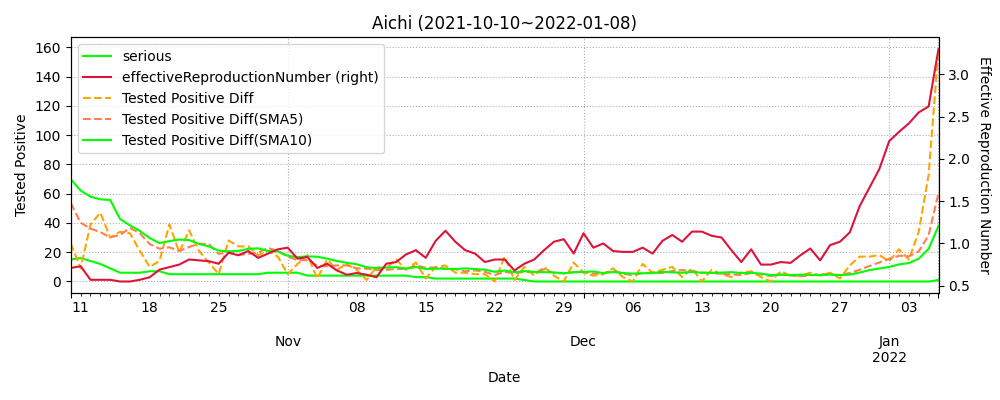 Aichi (2021-10-10~2022-01-08)
serious
effectiveReproductionNumber (right)
Tested Positive Diff
Tested Positive Diff(SMA5)
Tested Positive Diff(SMA10)
Tested Positive
160
140
120
100
80
60
40
20
0
Effective Reproduction Number
3.0
2.5
2.0
1.5
1.0
0.5
11 18 25 08 15 22 29 06 13 20 27 03
Nov Dec Jan
2022
Date